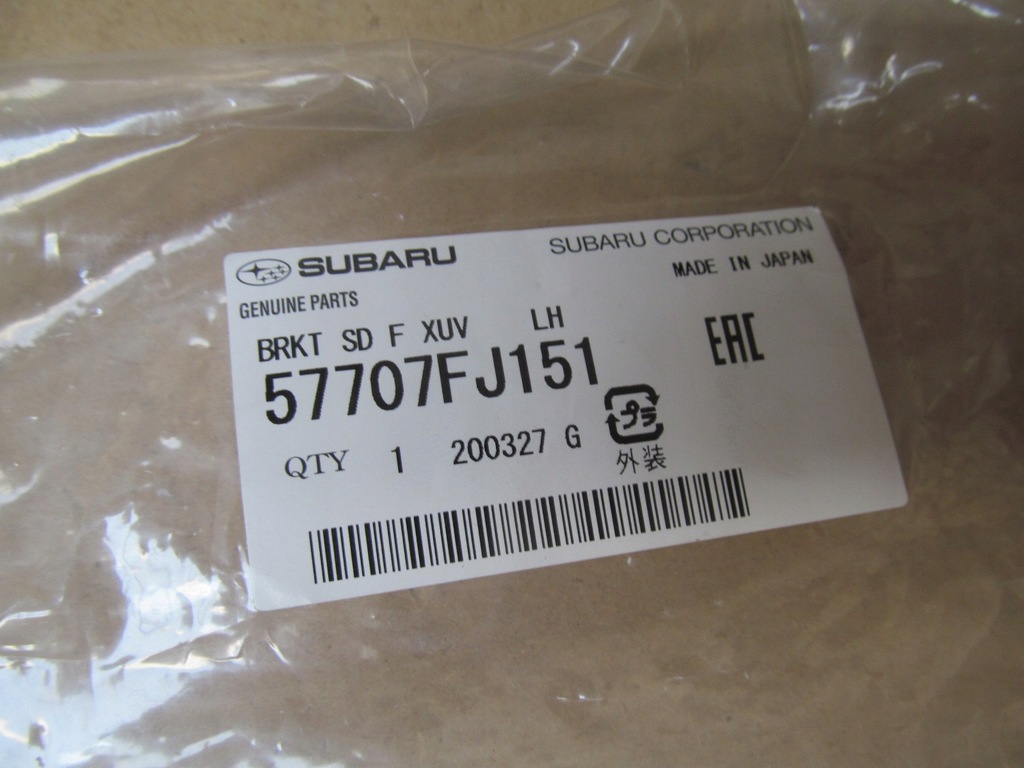 SUBARU
SUBARU CORPORATION
GENUINE PARTS
MADE IN JAPAN
BRKT SD F XUV LH
57707FJ151
EAC
QTY 1 200327 G
プラ
外装